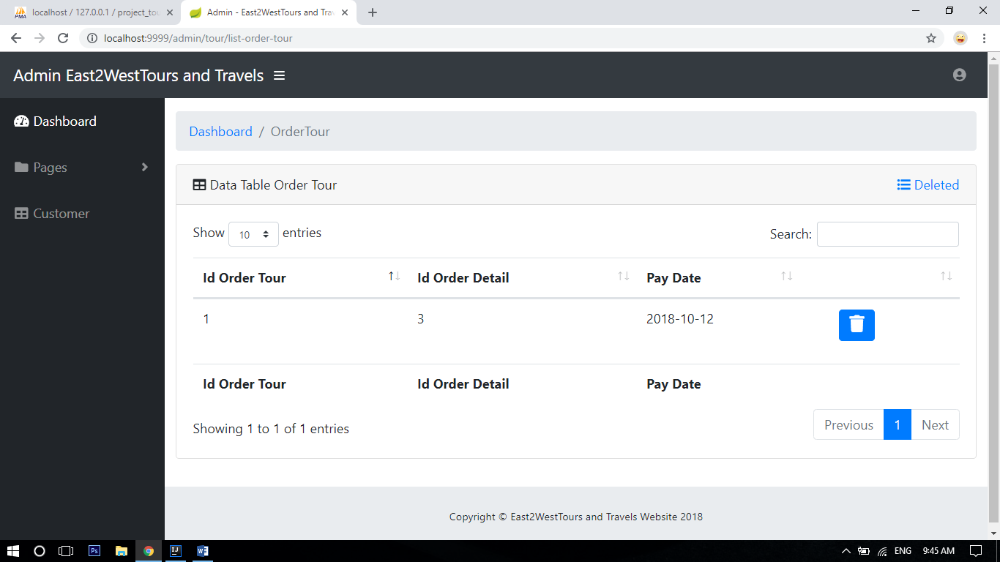 localhost / 127.0.0.1 / project_tou
Admin - East2WestTours and Tra
localhost:9999/admin/tour/list-order-tour
Admin East2WestTours and Travels
Dashboard
Pages
Customer
Dashboard / OrderTour
Data Table Order Tour Deleted
Show 10 entries Search:
Id Order Tour Id Order Detail Pay Date
1 3 2018-10-12
Id Order Tour Id Order Detail Pay Date
Showing 1 to 1 of 1 entries Previous 1 Next
Copyright © East2WestTours and Travels Website 2018
Ps IJ W ENG 9:45 AM